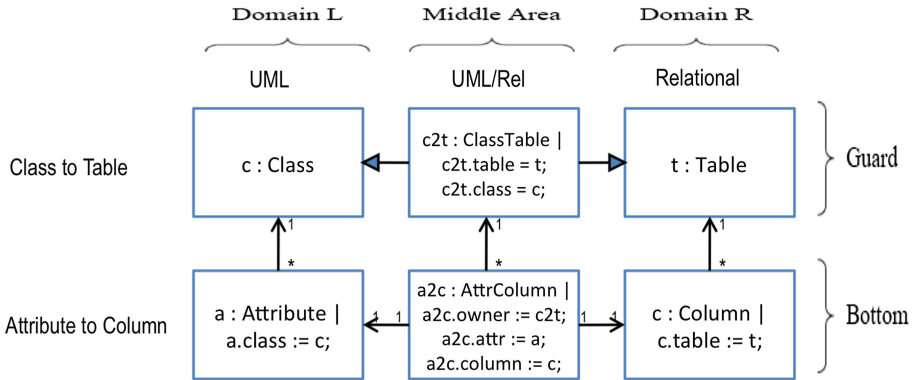 Domain L Middle Area Domain R
UML UML/Rel Relational
Class to Table
c : Class
c2t : ClassTable |
c2t.table = t;
c2t.class = c;
t : Table
Guard
1 1 1
* * *
Attribute to Column
a : Attribute |
a.class := c;
1 1
a2c : AttrColumn |
a2c.owner := c2t;
a2c.attr := a;
a2c.column := c;
1 1
c : Column |
c.table := t;
Bottom